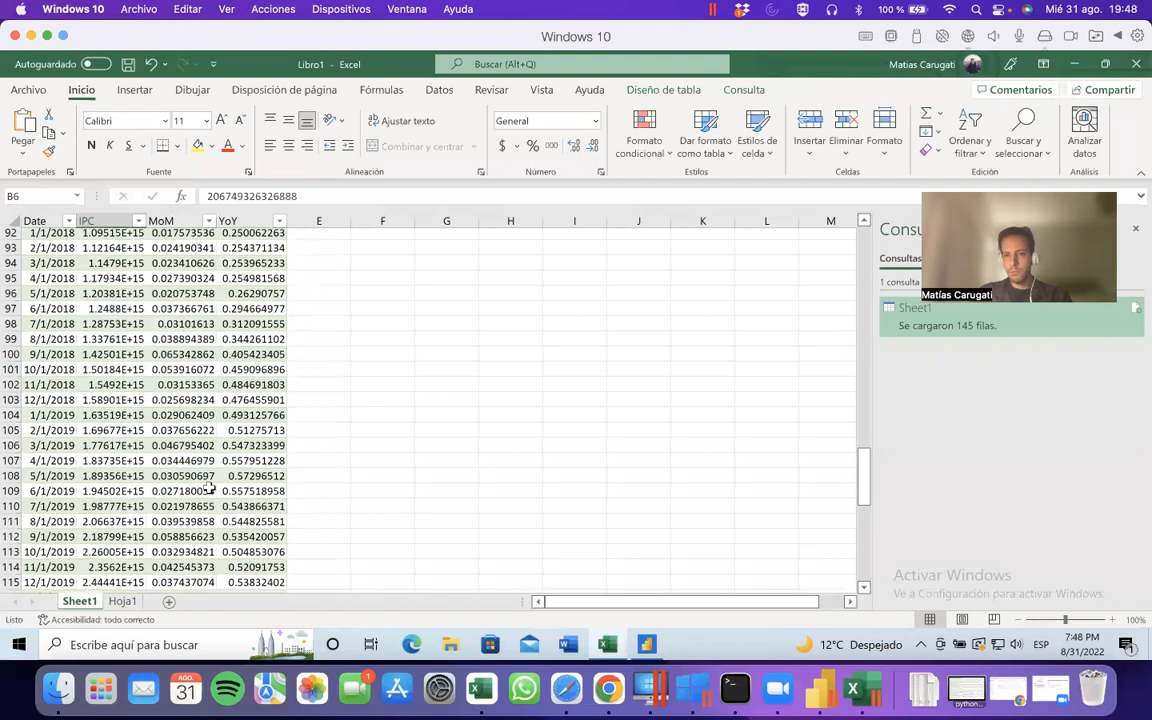 Windows 10 Archivo Editar Ver Acciones Dispositivos Ventana Ayuda 100 % Mié 31 ago. 19:48
Windows 10
Autoguardado Libro1 - Excel Buscar (Alt+Q) Matias Carugati
Archivo Inicio Insertar Dibujar Disposición de página Fórmulas Datos Revisar Vista Ayuda Diseño de tabla Consulta Comentarios Compartir
Pegar Calibri 11 Ajustar texto General Formato condicional Dar formato como tabla Estilos de celda Insertar Eliminar Formato Ordenar y filtrar Buscar y seleccionar Analizar datos
N K S Combinar y centrar $ % 000
Portapapeles Fuente Alineación Número Estilos Celdas Edición Análisis
B6 fx 206749326326888
Date IPC MoM YoY E F G H I J K L M
92 1/1/2018 1.09515E+15 0.017573536 0.250062263
93 2/1/2018 1.12164E+15 0.024190341 0.254371134
94 3/1/2018 1.1479E+15 0.023410626 0.253965233
95 4/1/2018 1.17934E+15 0.027390324 0.254981568
96 5/1/2018 1.20381E+15 0.020753748 0.26290757
97 6/1/2018 1.2488E+15 0.037366761 0.294664977
98 7/1/2018 1.28753E+15 0.03101613 0.312091555
99 8/1/2018 1.33761E+15 0.038894389 0.344261102
100 9/1/2018 1.42501E+15 0.065342862 0.405423405
101 10/1/2018 1.50184E+15 0.053916072 0.459096896
102 11/1/2018 1.5492E+15 0.03153365 0.484691803
103 12/1/2018 1.58901E+15 0.025698234 0.476455901
104 1/1/2019 1.63519E+15 0.029062409 0.493125766
105 2/1/2019 1.69677E+15 0.037656222 0.51275713
106 3/1/2019 1.77617E+15 0.046795402 0.547323399
107 4/1/2019 1.83735E+15 0.034446979 0.557951228
108 5/1/2019 1.89356E+15 0.030590697 0.57296512
109 6/1/2019 1.94502E+15 0.557518958
110 7/1/2019 1.98777E+15 0.021978655 0.543866371
111 8/1/2019 2.06637E+15 0.039539858 0.544825581
112 9/1/2019 2.18799E+15 0.058856623 0.535420057
113 10/1/2019 2.26005E+15 0.032934821 0.504853076
114 11/1/2019 2.3562E+15 0.042545373 0.52091753
115 12/1/2019 2.44441E+15 0.037437074 0.53832402
Consultas
1 consulta
Matías Carugati
Sheet1
Se cargaron 145 filas.
Activar Windows
Ve a Configuración para activar Windows.
Sheet1 Hoja1
Listo Accesibilidad: todo correcto 100%
Escribe aquí para buscar 12°C Despejado ESP 7:48 PM
8/31/2022
AGO. 31
python...